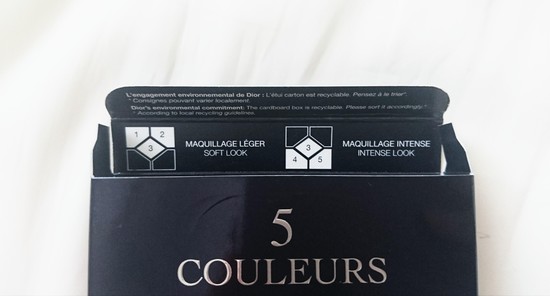 L'engagement environnemental de Dior : L'étui carton est recyclable. Pensez à le trier*.
* Consignes pouvant varier localement.
Dior's environmental commitment: The cardboard box is recyclable. Please sort it accordingly.*
* According to local recycling guidelines.
1 2
3
MAQUILLAGE LÉGER
SOFT LOOK
3
4 5
MAQUILLAGE INTENSE
INTENSE LOOK
5
COULEURS